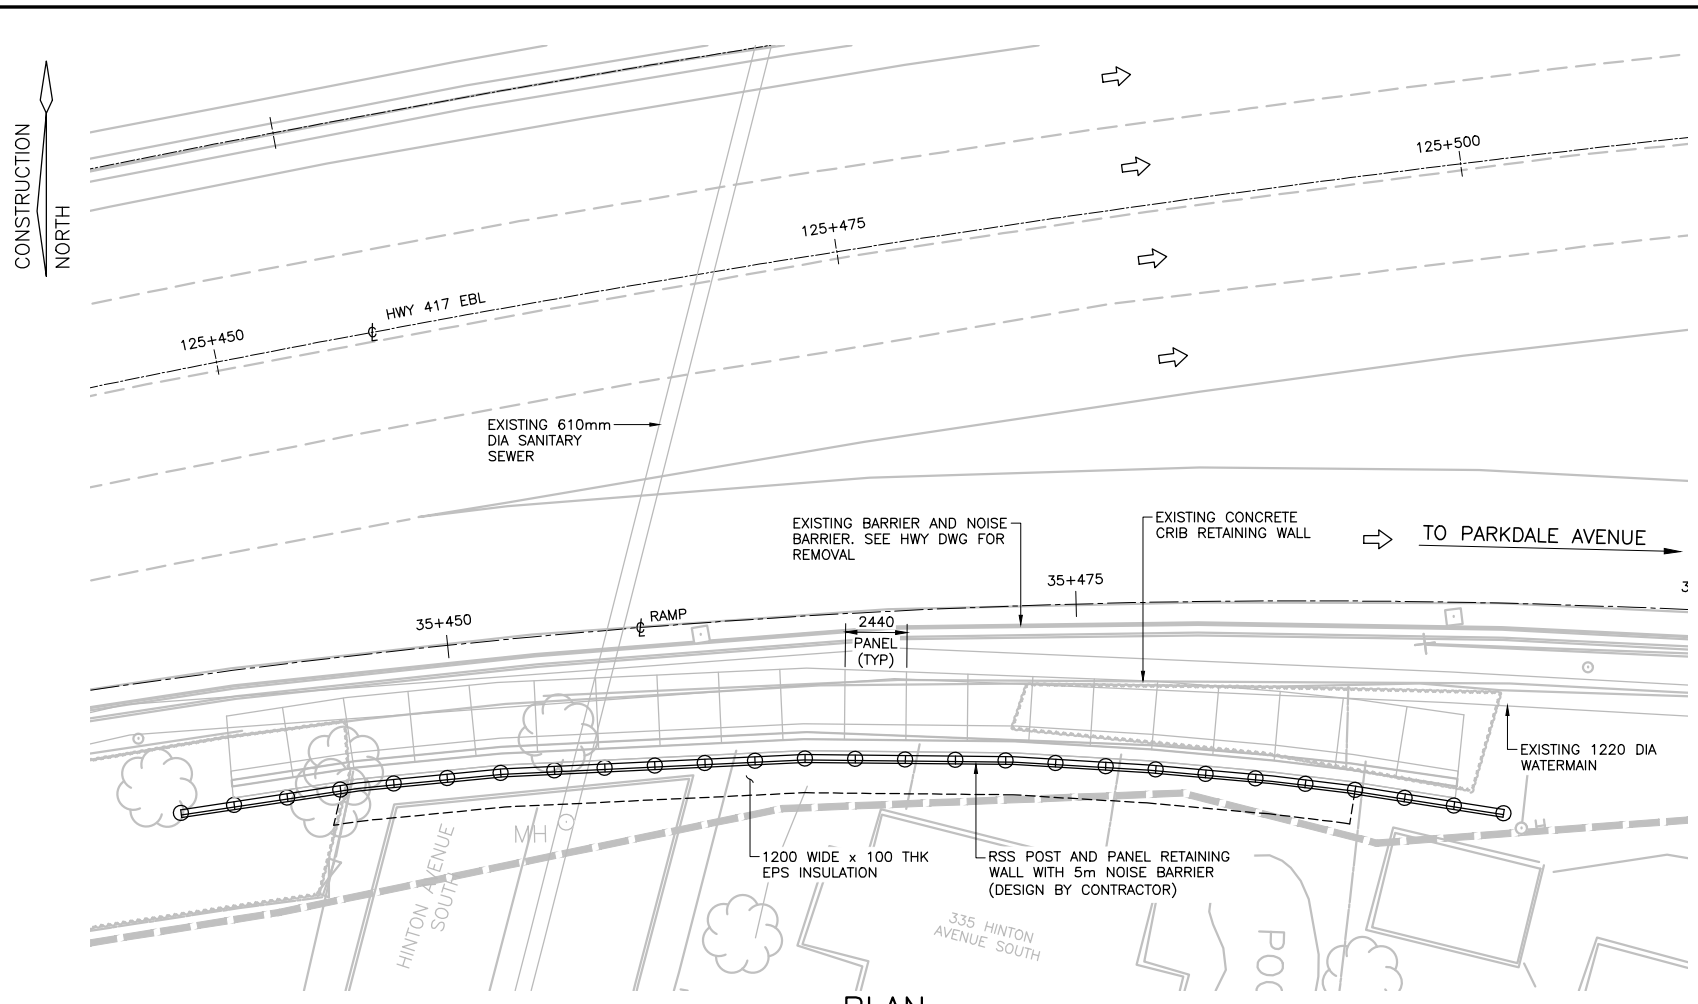 CONSTRUCTION
NORTH
125+500
125+475
HWY 417 EBL
125+450
EXISTING 610mm
DIA SANITARY
SEWER
EXISTING BARRIER AND NOISE
BARRIER. SEE HWY DWG FOR
REMOVAL
EXISTING CONCRETE
CRIB RETAINING WALL
TO PARKDALE AVENUE
35+475
3
35+450
RAMP
2440
PANEL
(TYP)
EXISTING 1220 DIA
WATERMAIN
MH
HINTON AVENUE
SOUTH
1200 WIDE x 100 THK
EPS INSULATION
RSS POST AND PANEL RETAINING
WALL WITH 5m NOISE BARRIER
(DESIGN BY CONTRACTOR)
335 HINTON
AVENUE SOUTH
POO
PLAN